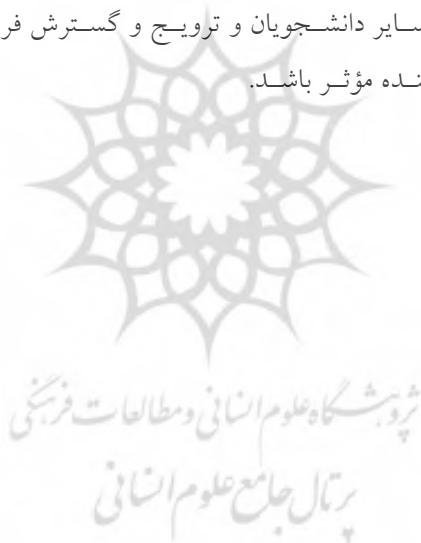 سایر دانشجویان و ترویج و گسترش فر
نده مؤثر باشد.
پژوهشگاه علوم انسانی و مطالعات فرهنگی
پرتال جامع علوم انسانی